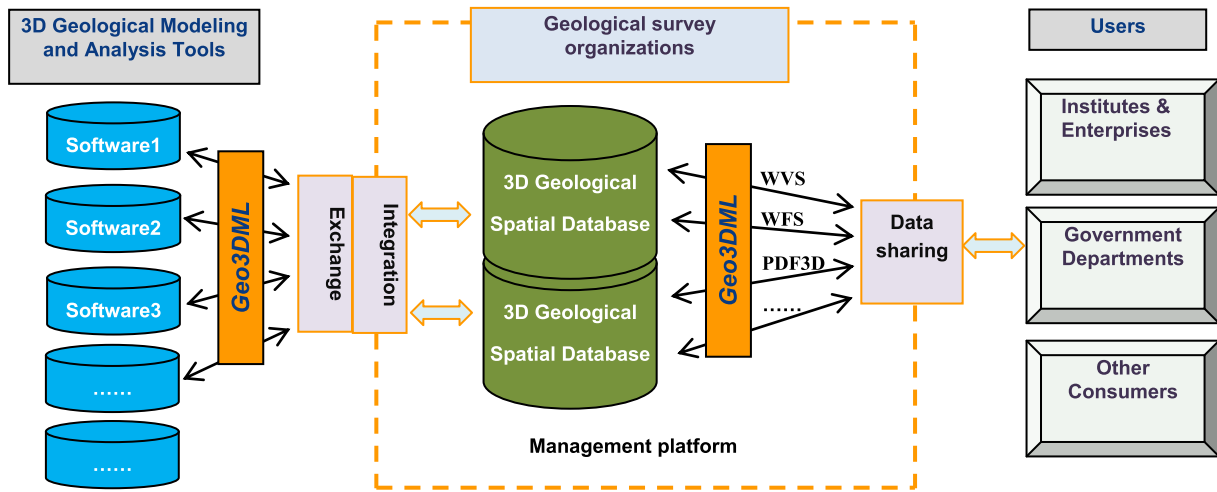 3D Geological Modeling
and Analysis Tools
Software1
Software2
Software3
......
......
Geo3DML
Exchange
Integration
Geological survey
organizations
3D Geological
Spatial Database
3D Geological
Spatial Database
Management platform
Geo3DML
WVS
WFS
PDF3D
......
Data
sharing
Users
Institutes &
Enterprises
Government
Departments
Other
Consumers